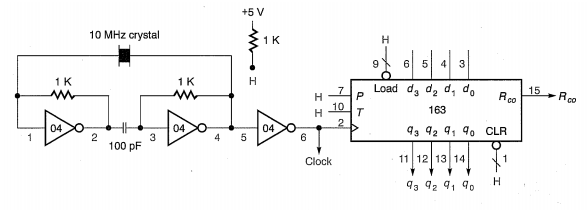 +5 V
10 MHz crystal
1 K
H
H
9 6 5 4 3
1 K 1 K
Load d3 d2 d1 d0
H 7 P
Rco 15 Rco
H 10 T
163
04 04 04
2
1 2 3 4 5 6
q3 q2 q1 q0 CLR
100 pF
11 12 13 14 1
Clock
q3 q2 q1 q0 H